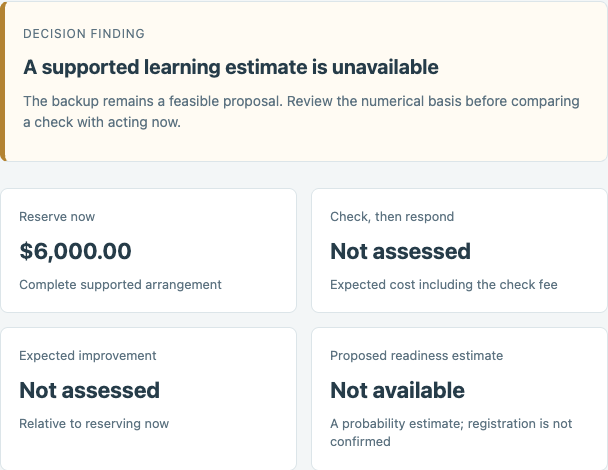 DECISION FINDING
A supported learning estimate is unavailable
The backup remains a feasible proposal. Review the numerical basis before comparing
a check with acting now.
Reserve now
$6,000.00
Complete supported arrangement
Check, then respond
Not assessed
Expected cost including the check fee
Expected improvement
Not assessed
Relative to reserving now
Proposed readiness estimate
Not available
A probability estimate; registration is not
confirmed